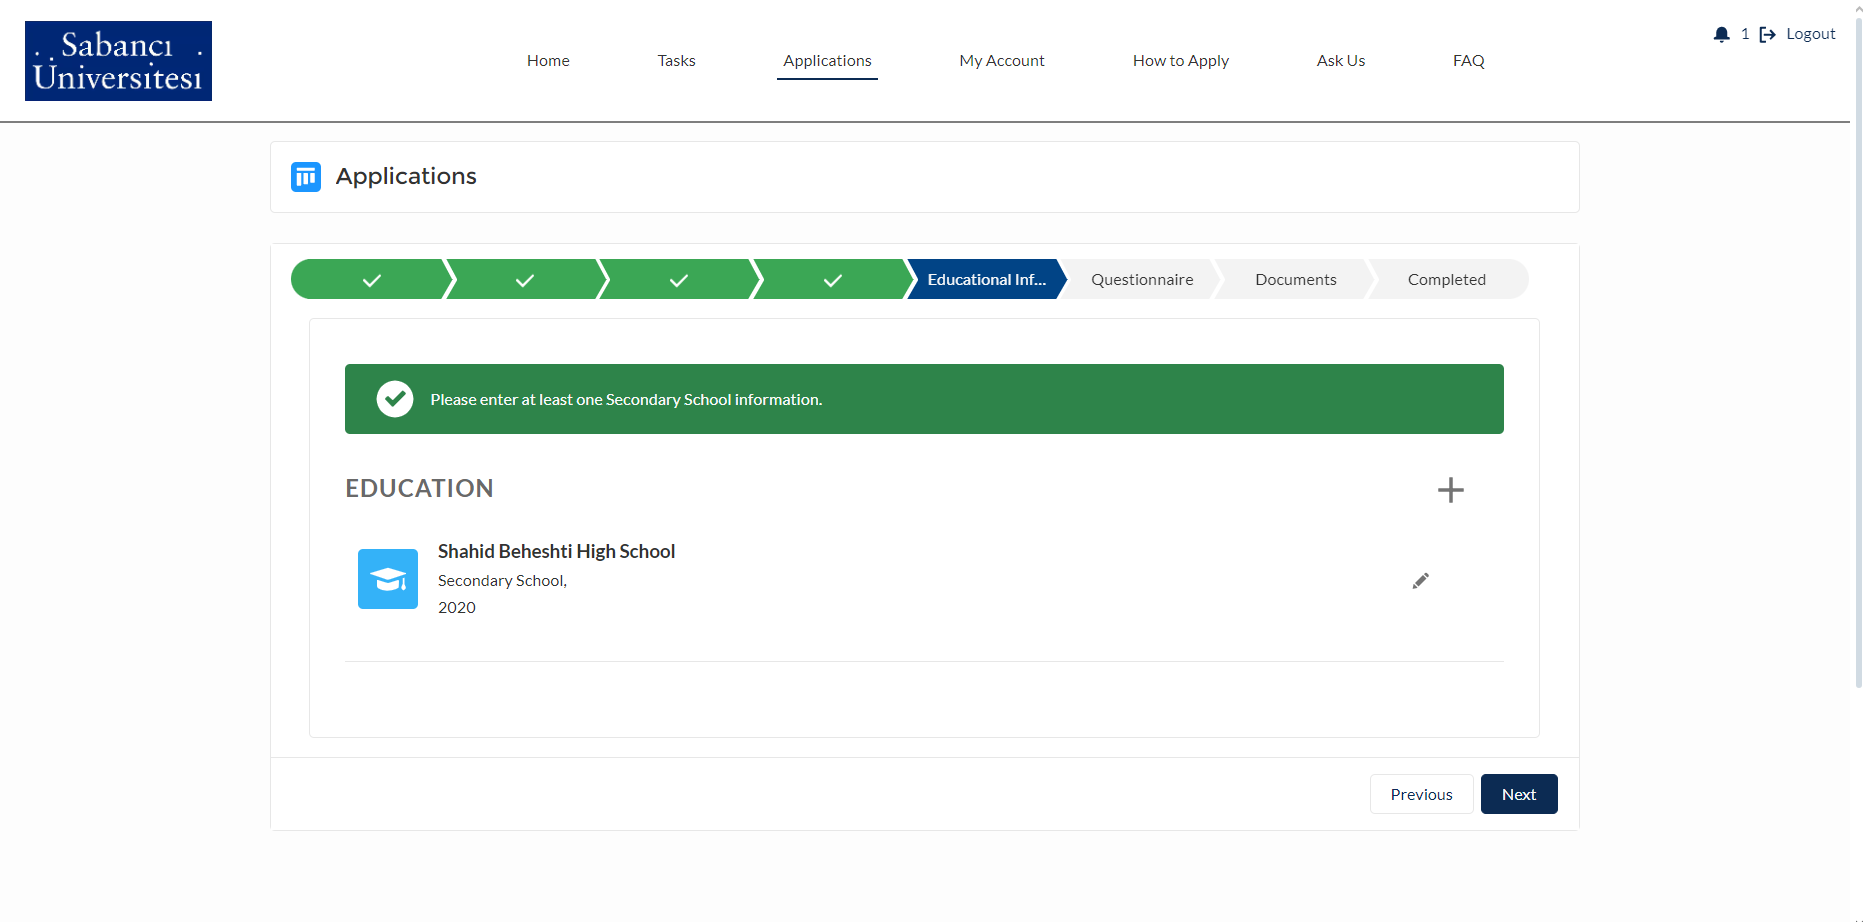 Sabancı
Üniversitesi
Home
Tasks
Applications
My Account
How to Apply
Ask Us
FAQ
1
Logout
Applications
Educational Inf...
Questionnaire
Documents
Completed
Please enter at least one Secondary School information.
EDUCATION
Shahid Beheshti High School
Secondary School,
2020
Previous
Next